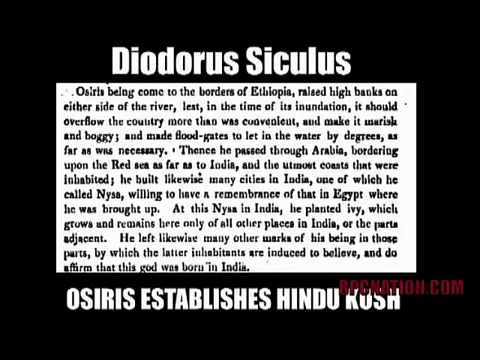 Diodorus Siculus
. Osiris being come to the borders of Ethiopia, raised high banks on
either side of the river, lest, in the time of its inundation, it should
overflow the country more than was convenient, and make it marish
and boggy; and made flood-gates to let in the water by degrees, as
far as was necessary. Thence he passed through Arabia, bordering
upon the Red sea as far as to India, and the utmost coasts that were
inhabited; he built likewise many cities in India, one of which he
called Nysa, willing to have a remembrance of that in Egypt where
he was brought up. At this Nysa in India, he planted ivy, which
grows and remains here only of all other places in India, or the parts
adjacent. He left likewise many other marks of his being in those
parts, by which the latter inhabitants are induced to believe, and do
affirm that this god was born in India.
BPCNATION.COM
OSIRIS ESTABLISHES HINDU KUSH